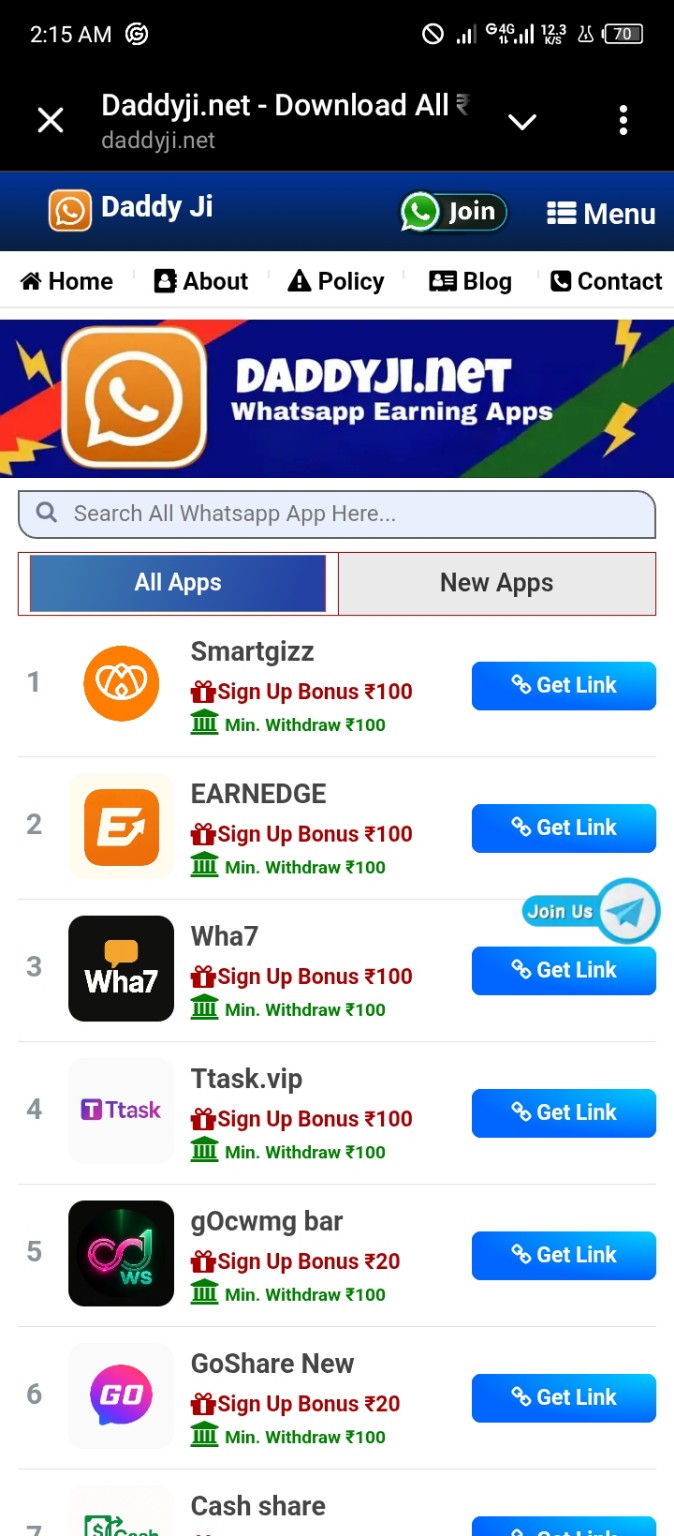 2:15 AM
G 4G 12.3 K/S 70
Daddyji.net - Download All ₹
daddyji.net
Daddy Ji Join Menu
Home About Policy Blog Contact
DADDYJI.NET
Whatsapp Earning Apps
Search All Whatsapp App Here...
All Apps New Apps
1
Smartgizz
Sign Up Bonus ₹100
Min. Withdraw ₹100
Get Link
2
E
EARNEDGE
Sign Up Bonus ₹100
Min. Withdraw ₹100
Get Link
Join Us
3
Wha7
Wha7
Sign Up Bonus ₹100
Min. Withdraw ₹100
Get Link
4
T Ttask
Ttask.vip
Sign Up Bonus ₹100
Min. Withdraw ₹100
Get Link
5
WS
gOcwmg bar
Sign Up Bonus ₹20
Min. Withdraw ₹100
Get Link
6
GO
GoShare New
Sign Up Bonus ₹20
Min. Withdraw ₹100
Get Link
7
$ Cash
Cash share
Get Link